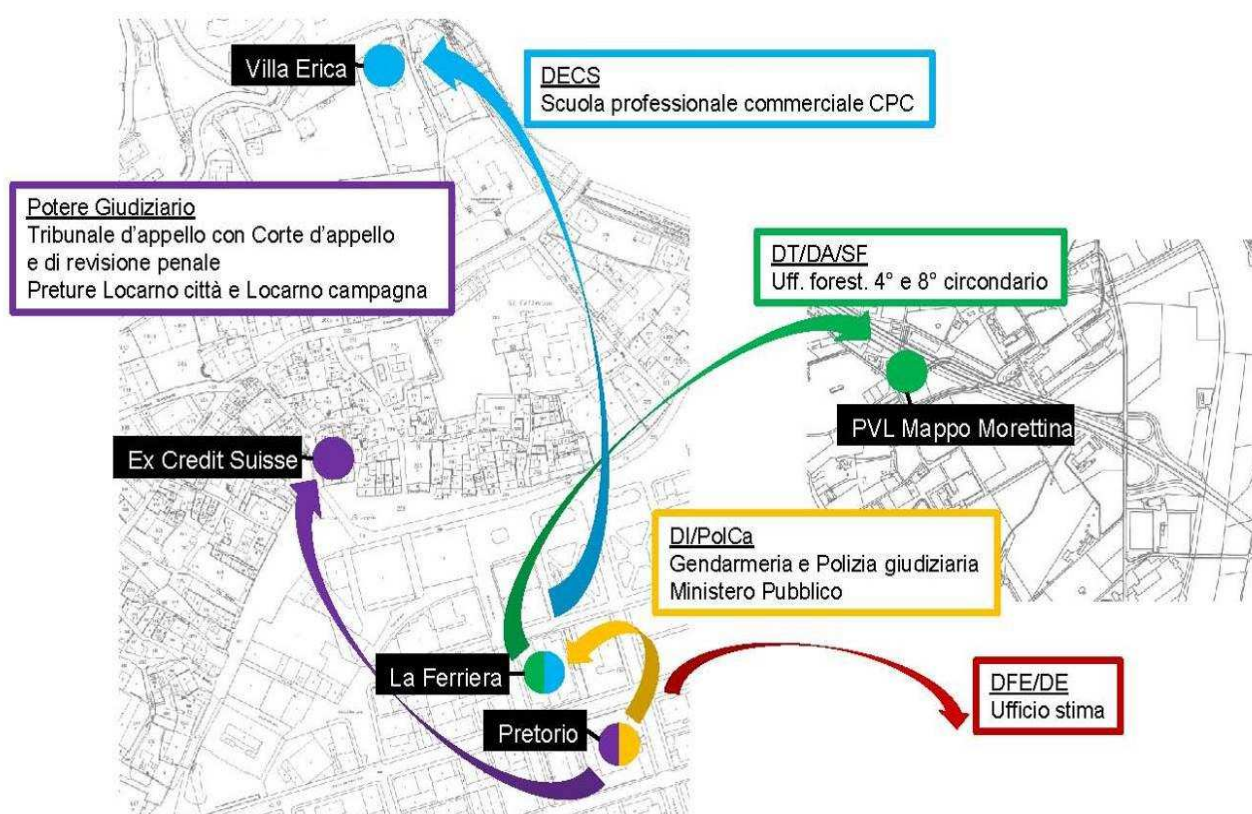 Villa Erica
DECS
Scuola professionale commerciale CPC
Potere Giudiziario
Tribunale d'appello con Corte d'appello
e di revisione penale
Preture Locarno città e Locarno campagna
DT/DA/SF
Uff. forest. 4° e 8° circondario
PVL Mappo Morettina
Ex Credit Suisse
DI/PolCa
Gendarmeria e Polizia giudiziaria
Ministero Pubblico
La Ferriera
DFE/DE
Ufficio stima
Pretorio